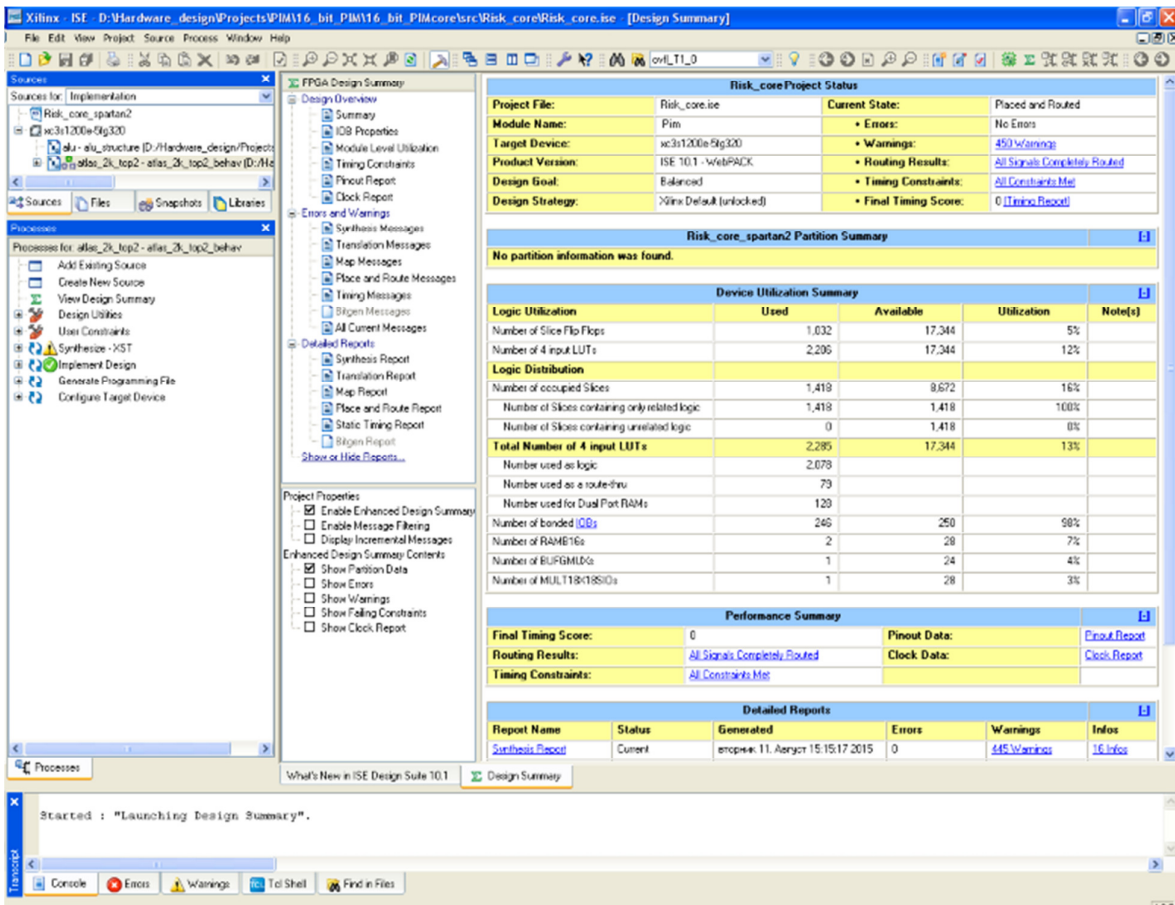 Xilinx - ISE - D:\Hardware_design\Projects\PIM\16_bit_PIM\16_bit_PIMcore\src\Risk_core\Risk_core.ise - [Design Summary]
File Edit View Project Source Process Window Help
ovfl_T1_0
Sources
Sources for: Implementation
Risk_core_spartan2
xc3s1200e-5fg320
alu - alu_structure (D:/Hardware_design/Projects
atlas_2k_top2 - atlas_2k_top2_behav (D:/Ha
Sources Files Snapshots Libraries
Processes
Processes for: atlas_2k_top2 - atlas_2k_top2_behav
Add Existing Source
Create New Source
View Design Summary
Design Utilities
User Constraints
Synthesize - XST
Implement Design
Generate Programming File
Configure Target Device
Processes
FPGA Design Summary
Design Overview
Summary
IOB Properties
Module Level Utilization
Timing Constraints
Pinout Report
Clock Report
Errors and Warnings
Synthesis Messages
Translation Messages
Map Messages
Place and Route Messages
Timing Messages
Bitgen Messages
All Current Messages
Detailed Reports
Synthesis Report
Translation Report
Map Report
Place and Route Report
Static Timing Report
Bitgen Report
Show or Hide Reports...
Project Properties
Enable Enhanced Design Summary
Enable Message Filtering
Display Incremental Messages
Enhanced Design Summary Contents
Show Partition Data
Show Errors
Show Warnings
Show Failing Constraints
Show Clock Report
Risk_core Project Status
Project File: Risk_core.ise Current State: Placed and Routed
Module Name: Pim • Errors: No Errors
Target Device: xc3s1200e-5fg320 • Warnings: 450 Warnings
Product Version: ISE 10.1 - WebPACK • Routing Results: All Signals Completely Routed
Design Goal: Balanced • Timing Constraints: All Constraints Met
Design Strategy: Xilinx Default (unlocked) • Final Timing Score: 0 (Timing Report)
Risk_core_spartan2 Partition Summary [-]
No partition information was found.
Device Utilization Summary [-]
Logic Utilization Used Available Utilization Note(s)
Number of Slice Flip Flops 1,032 17,344 5%
Number of 4 input LUTs 2,206 17,344 12%
Logic Distribution
Number of occupied Slices 1,418 8,672 16%
Number of Slices containing only related logic 1,418 1,418 100%
Number of Slices containing unrelated logic 0 1,418 0%
Total Number of 4 input LUTs 2,285 17,344 13%
Number used as logic 2,078
Number used as a route-thru 79
Number used for Dual Port RAMs 128
Number of bonded IOBs 246 250 98%
Number of RAMB16s 2 28 7%
Number of BUFGMUXs 1 24 4%
Number of MULT18X18SIOs 1 28 3%
Performance Summary [-]
Final Timing Score: 0 Pinout Data: Pinout Report
Routing Results: All Signals Completely Routed Clock Data: Clock Report
Timing Constraints: All Constraints Met
Detailed Reports [-]
Report Name Status Generated Errors Warnings Infos
Synthesis Report Current вторник 11. Август 15:15:17 2015 0 445 Warnings 16 Infos
What's New in ISE Design Suite 10.1 Design Summary
Started : "Launching Design Summary".
Transcript
Console Errors Warnings Tcl Shell Find in Files